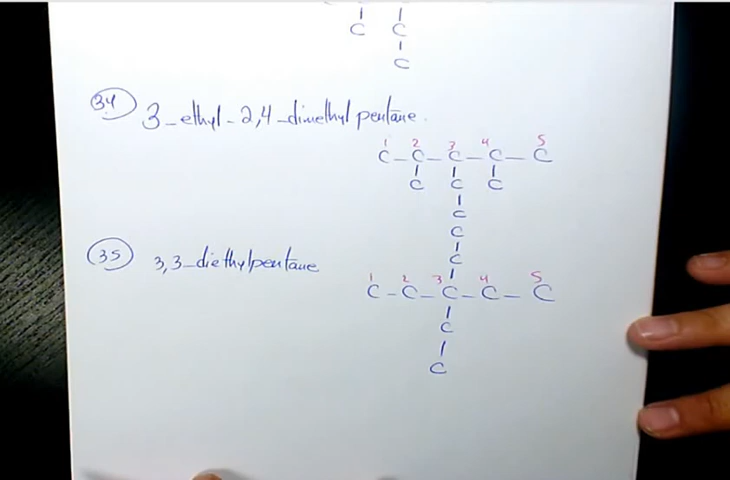 C C
C
34 3-ethyl-2,4-dimethyl pentane.
1 2 3 4 5
C-C-C-C-C
C C C
C
35 3,3-diethylpentane
C
C
1 2 3 4 5
C-C-C-C-C
C
C